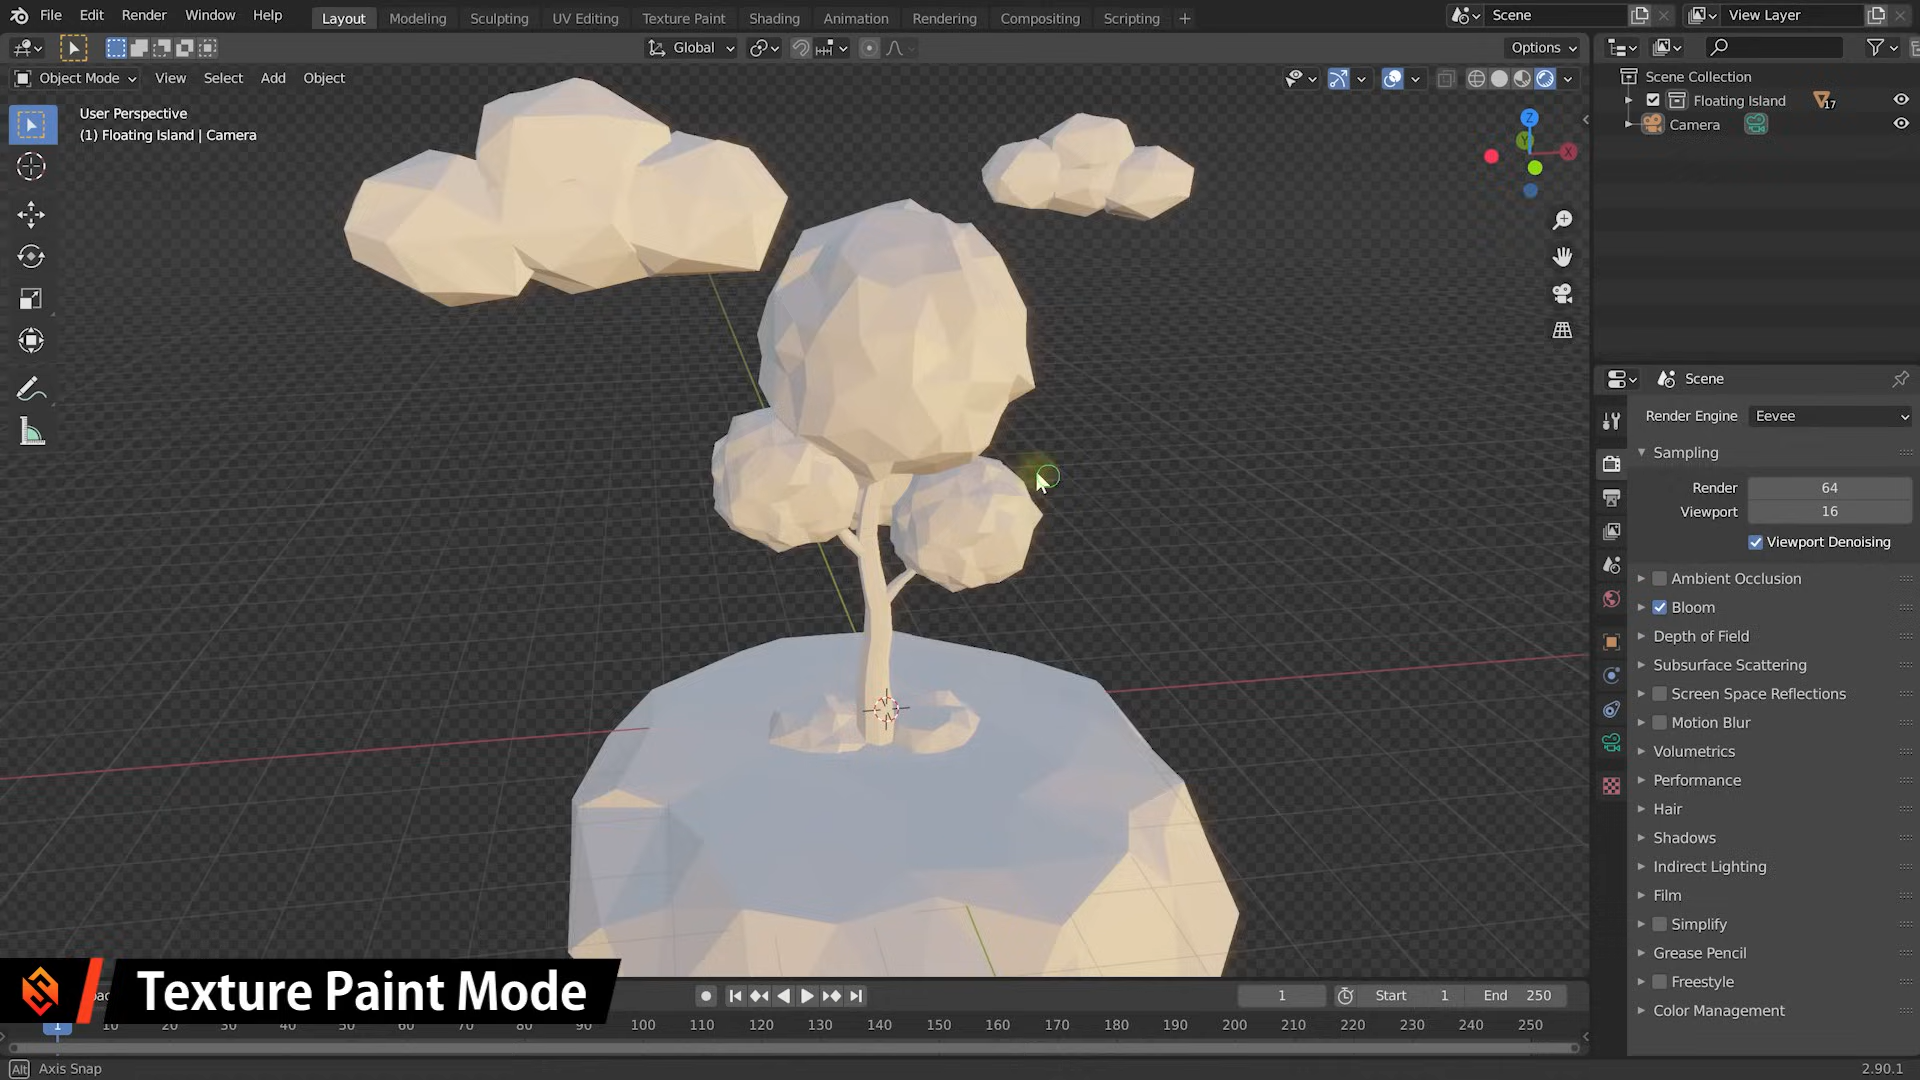 File Edit Render Window Help Layout Modeling Sculpting UV Editing Texture Paint Shading Animation Rendering Compositing Scripting + Scene View Layer
Global Options
Object Mode View Select Add Object
Scene Collection
Floating Island 17
Camera
User Perspective
(1) Floating Island | Camera
Z
Y
X
Scene
Render Engine Eevee
Sampling
Render 64
Viewport 16
Viewport Denoising
Ambient Occlusion
Bloom
Depth of Field
Subsurface Scattering
Screen Space Reflections
Motion Blur
Volumetrics
Performance
Hair
Shadows
Indirect Lighting
Film
Simplify
Grease Pencil
Freestyle
Color Management
Texture Paint Mode
1 Start 1 End 250
1 10 20 30 40 50 60 70 80 90 100 110 120 130 140 150 160 170 180 190 200 210 220 230 240 250
Alt Axis Snap 2.90.1